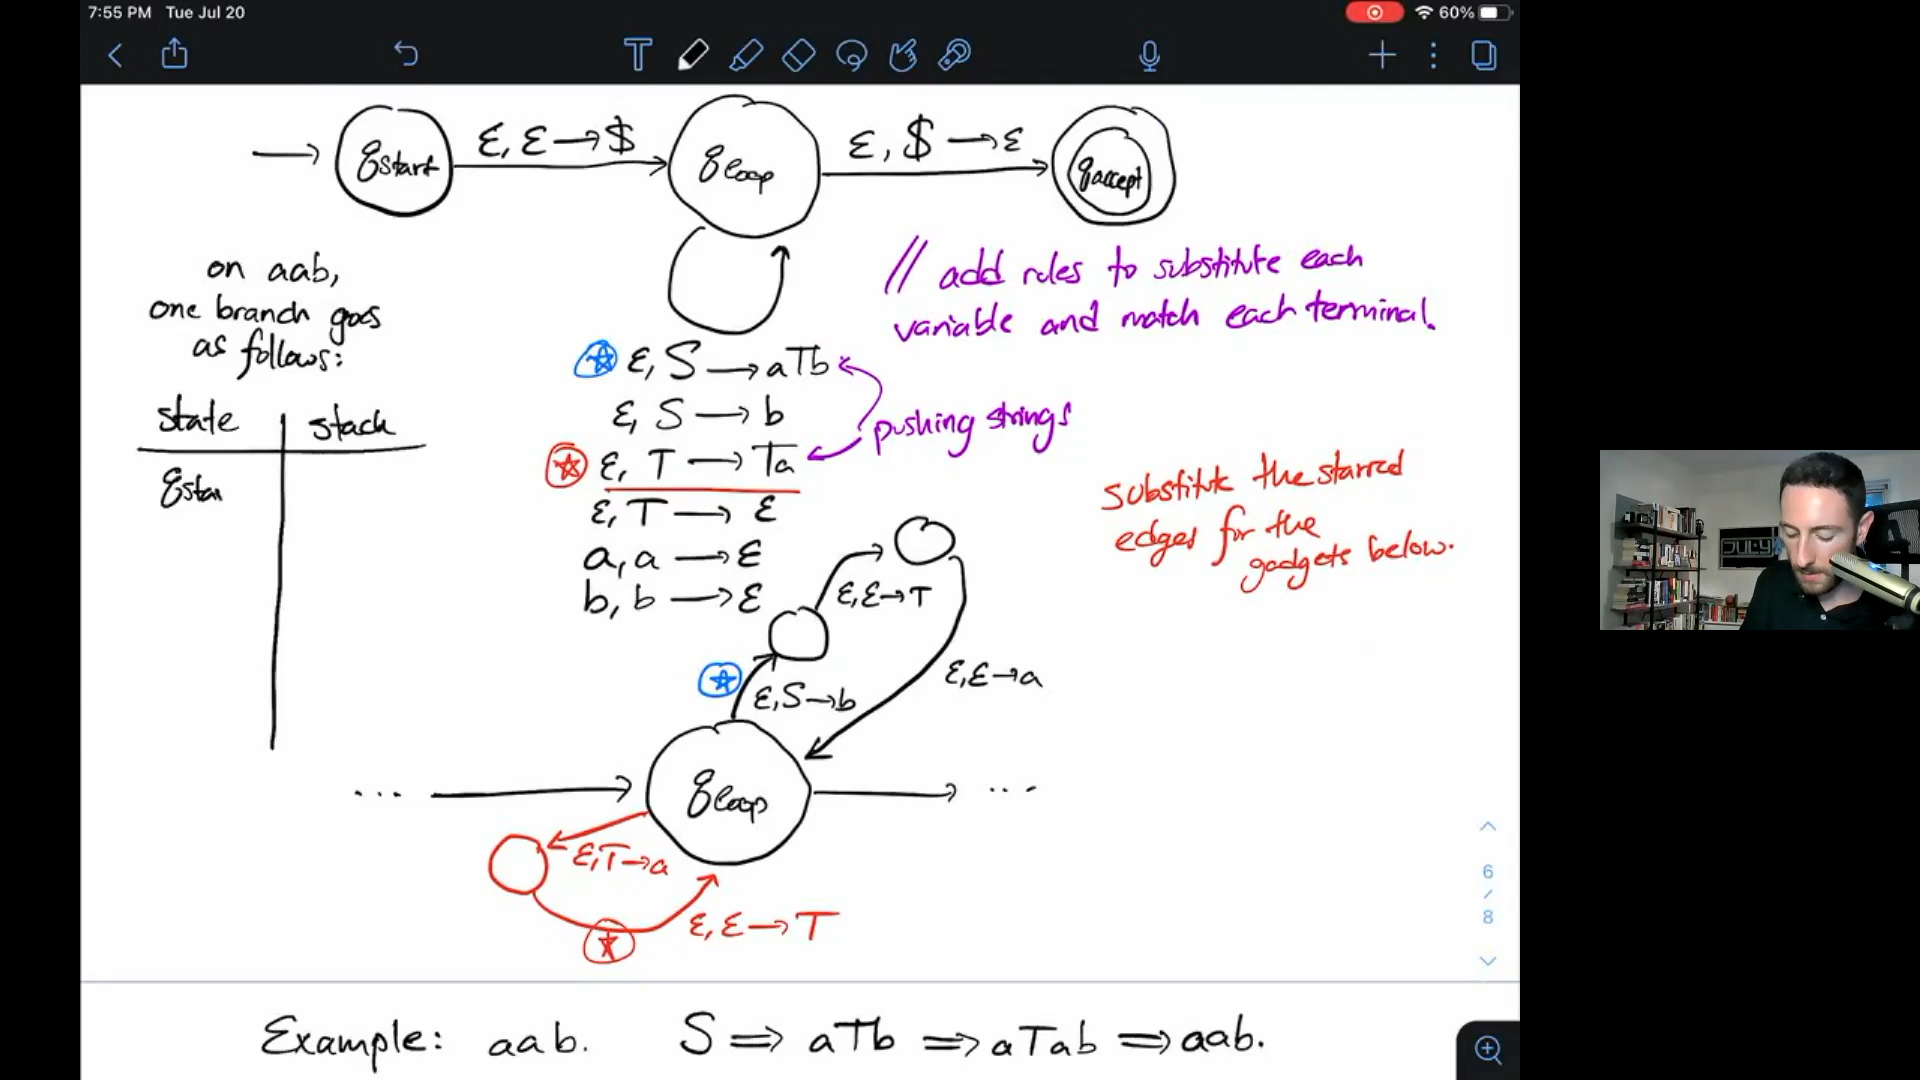 7:55 PM Tue Jul 20
60%
qstart
ε, ε → $
qloop
ε, $ → ε
qaccept
on aab,
one branch goes
as follows:
// add rules to substitute each
variable and match each terminal.
ε, S → aTb
ε, S → b
ε, T → Ta
ε, T → ε
a, a → ε
b, b → ε
pushing strings
state stack
qstar
substitute the starred
edges for the
gadgets below.
ε, ε → T
ε, S → b
ε, ε → a
... qloop ...
ε, T → a
ε, ε → T
6
/
8
Example: aab. S ⇒ aTb ⇒ aTab ⇒ aab.
JULY